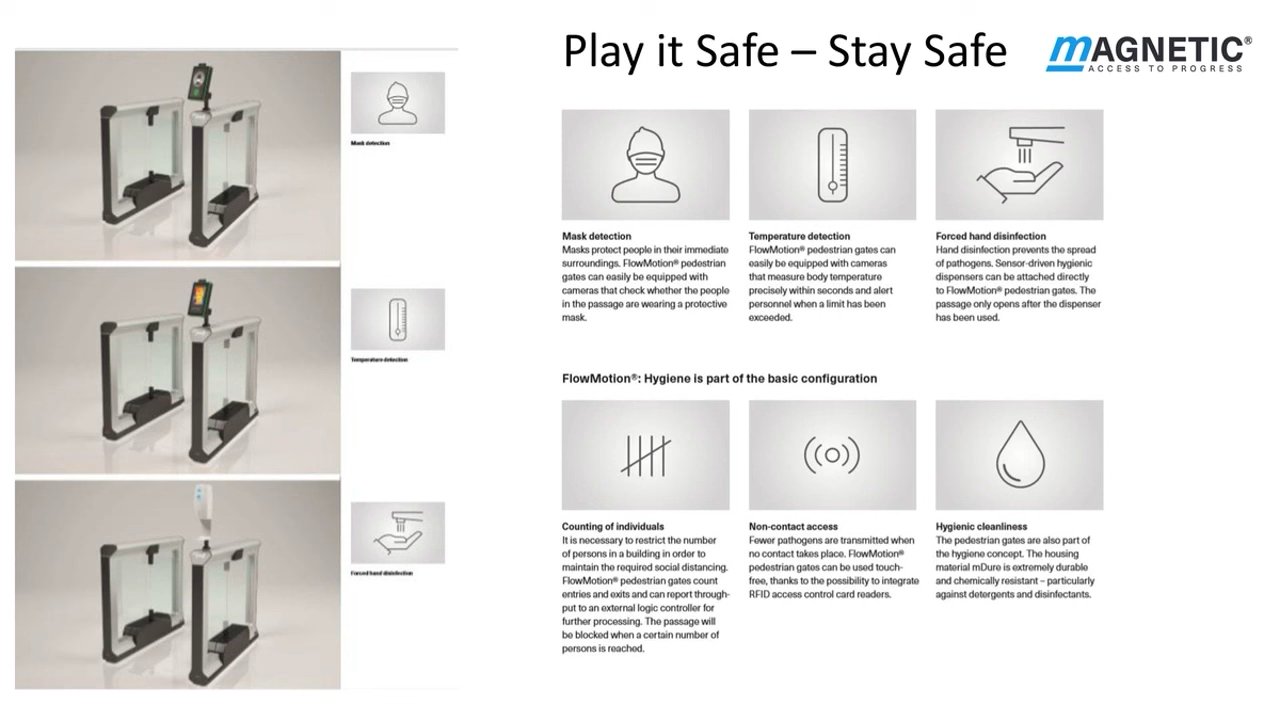 Play it Safe – Stay Safe
mAGNETIC®
ACCESS TO PROGRESS
Mask detection
Temperature detection
Forced hand disinfection
Mask detection
Masks protect people in their immediate
surroundings. FlowMotion® pedestrian
gates can easily be equipped with
cameras that check whether the people
in the passage are wearing a protective
mask.
Temperature detection
FlowMotion® pedestrian gates can
easily be equipped with cameras
that measure body temperature
precisely within seconds and alert
personnel when a limit has been
exceeded.
Forced hand disinfection
Hand disinfection prevents the spread
of pathogens. Sensor-driven hygienic
dispensers can be attached directly
to FlowMotion® pedestrian gates. The
passage only opens after the dispenser
has been used.
FlowMotion®: Hygiene is part of the basic configuration
Counting of individuals
It is necessary to restrict the number
of persons in a building in order to
maintain the required social distancing.
FlowMotion® pedestrian gates count
entries and exits and can report through-
put to an external logic controller for
further processing. The passage will
be blocked when a certain number of
persons is reached.
Non-contact access
Fewer pathogens are transmitted when
no contact takes place. FlowMotion®
pedestrian gates can be used touch-
free, thanks to the possibility to integrate
RFID access control card readers.
Hygienic cleanliness
The pedestrian gates are also part of
the hygiene concept. The housing
material mDure is extremely durable
and chemically resistant – particularly
against detergents and disinfectants.